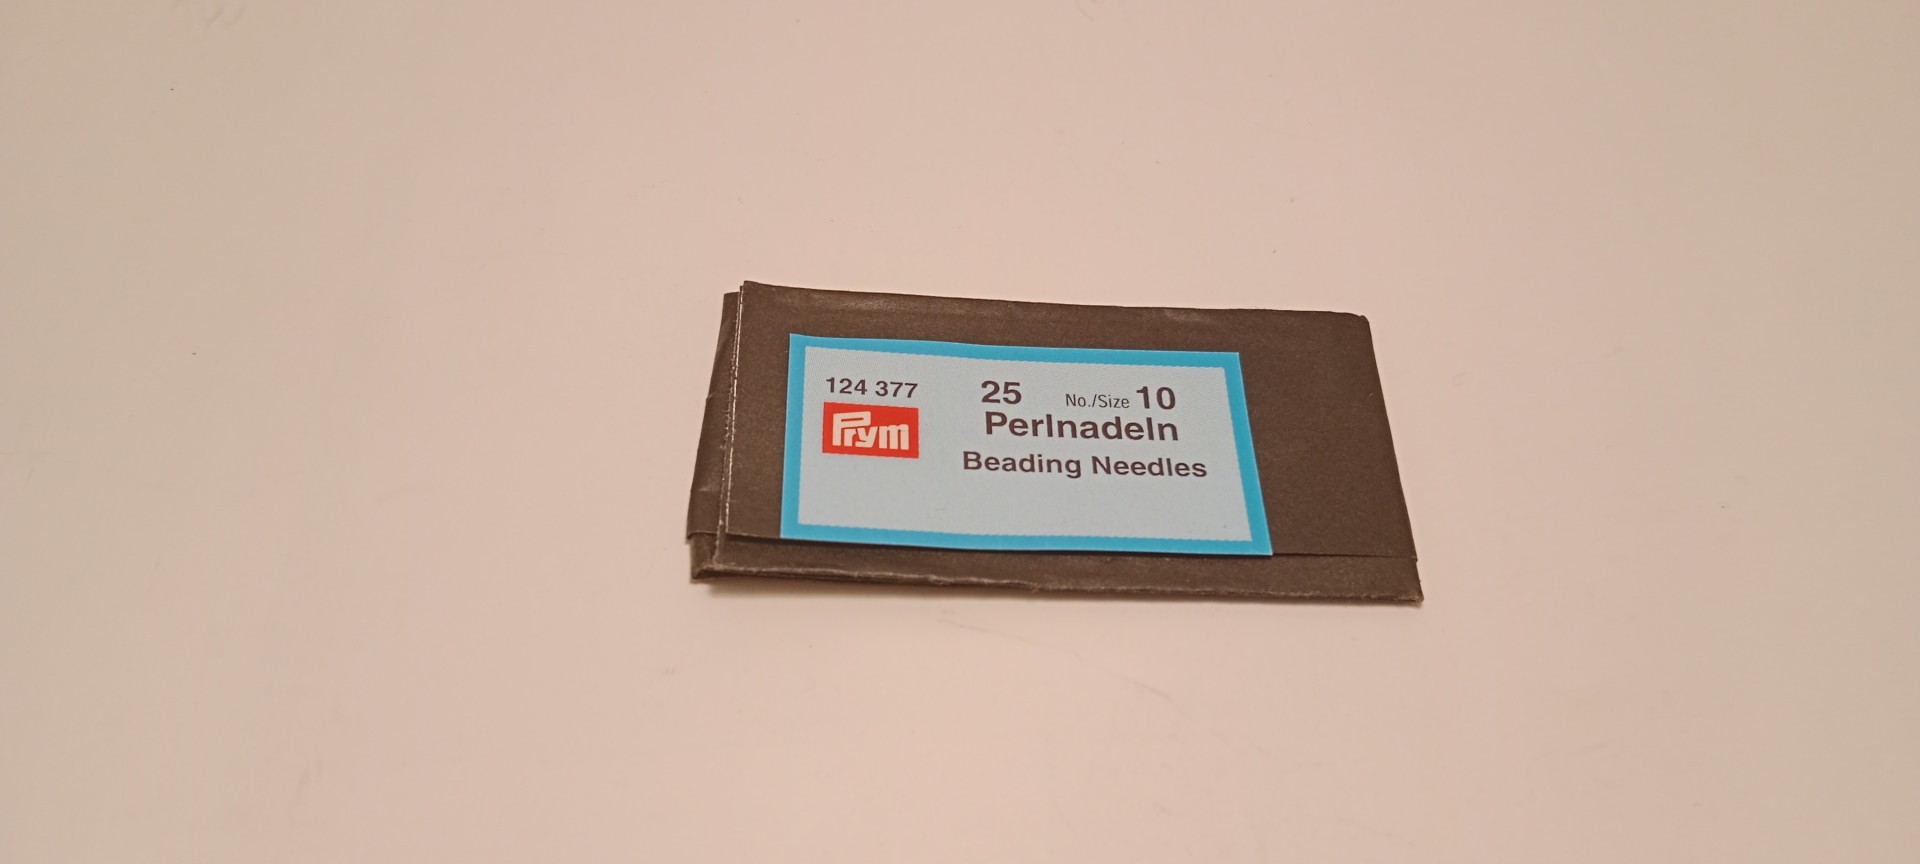 124 377
Prym
25 No./Size 10
Perlnadeln
Beading Needles